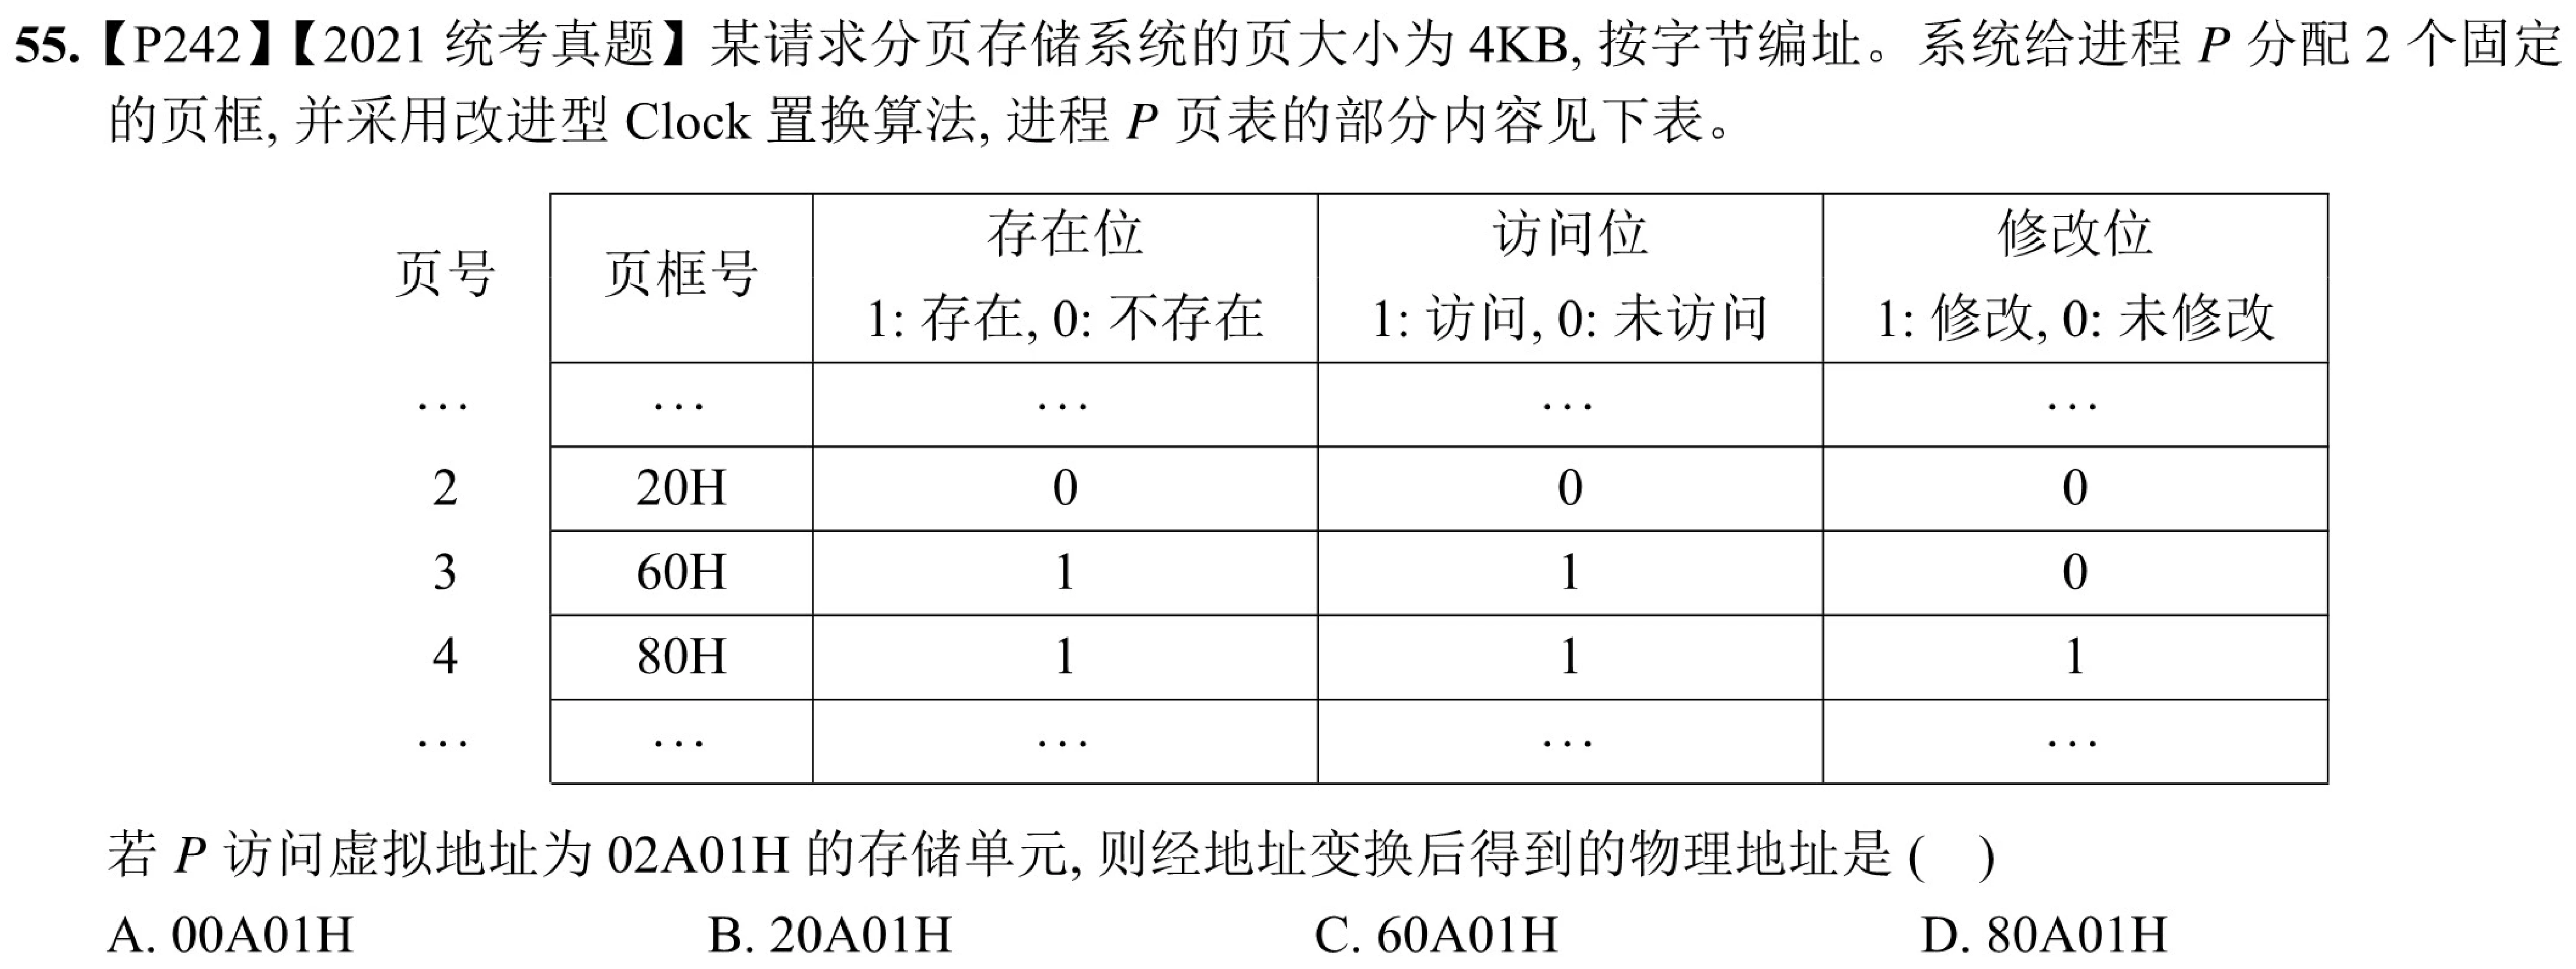 55.【P242】【2021 统考真题】某请求分页存储系统的页大小为 4KB, 按字节编址。系统给进程 P 分配 2 个固定
的页框, 并采用改进型 Clock 置换算法, 进程 P 页表的部分内容见下表。
页号 页框号 存在位 访问位 修改位
1: 存在, 0: 不存在 1: 访问, 0: 未访问 1: 修改, 0: 未修改
… … … … …
2 20H 0 0 0
3 60H 1 1 0
4 80H 1 1 1
… … … … …
若 P 访问虚拟地址为 02A01H 的存储单元, 则经地址变换后得到的物理地址是 ( )
A. 00A01H B. 20A01H C. 60A01H D. 80A01H